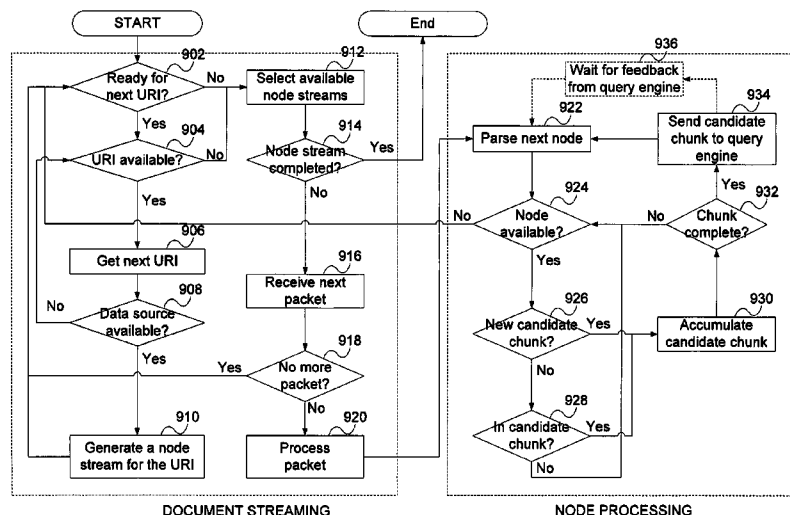 START
End
902
Ready for
next URI?
No
Yes
904
URI available?
No
Yes
906
Get next URI
908
Data source
available?
No
Yes
910
Generate a node
stream for the URI
912
Select available
node streams
914
Node stream
completed?
Yes
No
916
Receive next
packet
918
No more
packet?
Yes
No
920
Process
packet
DOCUMENT STREAMING
936
Wait for feedback
from query engine
922
Parse next node
934
Send candidate
chunk to query
engine
924
Node
available?
No
Yes
932
Chunk
complete?
No
Yes
926
New candidate
chunk?
Yes
No
930
Accumulate
candidate chunk
928
In candidate
chunk?
Yes
No
NODE PROCESSING